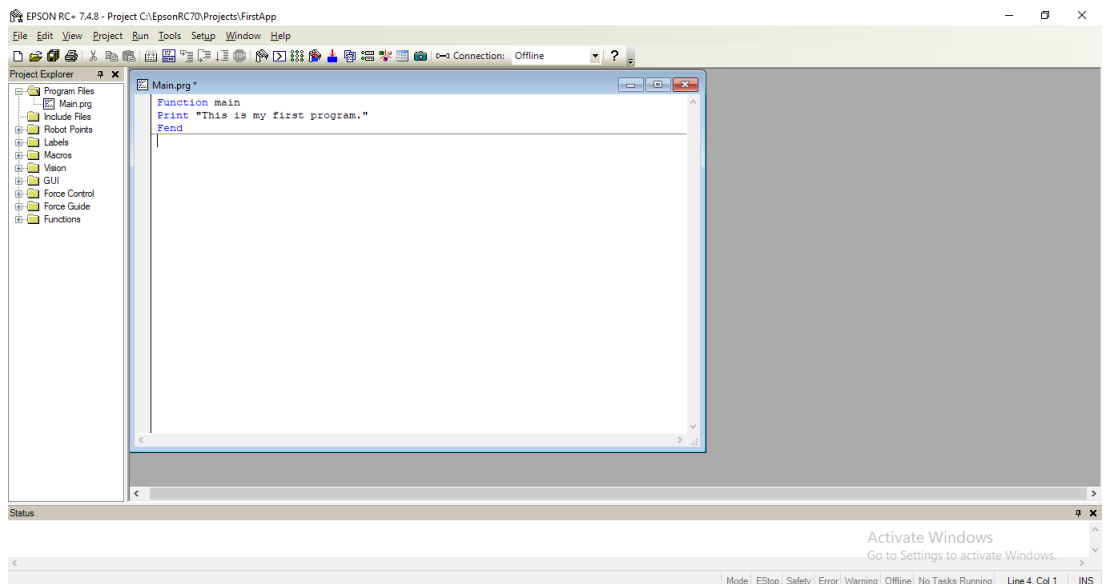 EPSON RC+ 7.4.8 - Project C:\EpsonRC70\Projects\FirstApp
File Edit View Project Run Tools Setup Window Help
Connection: Offline
Project Explorer
Program Files
Main.prg
Include Files
Robot Points
Labels
Macros
Vision
GUI
Force Control
Force Guide
Functions
Main.prg *
Function main
Print "This is my first program."
Fend
Status
Activate Windows
Go to Settings to activate Windows.
Mode EStop Safety Error Warning Offline No Tasks Running Line 4, Col 1 INS